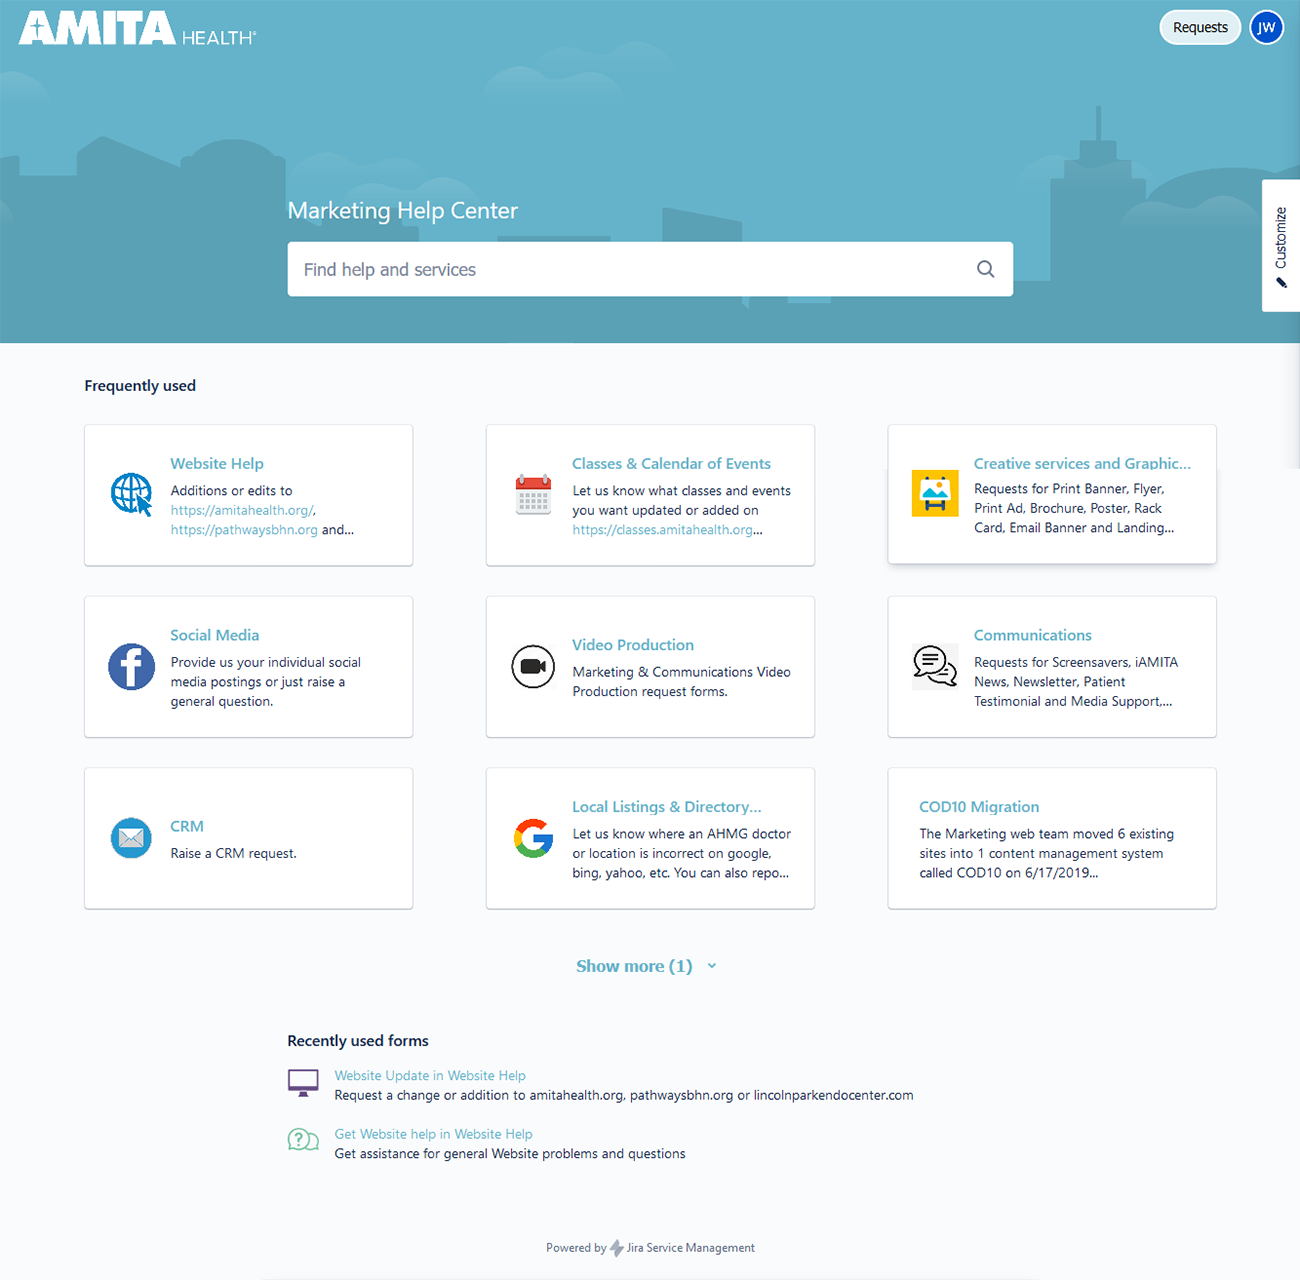 AMITA HEALTH
Requests
JW
Marketing Help Center
Find help and services
Customize
Frequently used
Website Help
Additions or edits to
https://amitahealth.org/,
https://pathwaysbhn.org and...
Classes & Calendar of Events
Let us know what classes and events
you want updated or added on
https://classes.amitahealth.org...
Creative services and Graphic...
Requests for Print Banner, Flyer,
Print Ad, Brochure, Poster, Rack
Card, Email Banner and Landing...
Social Media
Provide us your individual social
media postings or just raise a
general question.
Video Production
Marketing & Communications Video
Production request forms.
Communications
Requests for Screensavers, iAMITA
News, Newsletter, Patient
Testimonial and Media Support,...
CRM
Raise a CRM request.
Local Listings & Directory...
Let us know where an AHMG doctor
or location is incorrect on google,
bing, yahoo, etc. You can also repo...
COD10 Migration
The Marketing web team moved 6 existing
sites into 1 content management system
called COD10 on 6/17/2019...
Show more (1)
Recently used forms
Website Update in Website Help
Request a change or addition to amitahealth.org, pathwaysbhn.org or lincolnparkendocenter.com
Get Website help in Website Help
Get assistance for general Website problems and questions
Powered by Jira Service Management